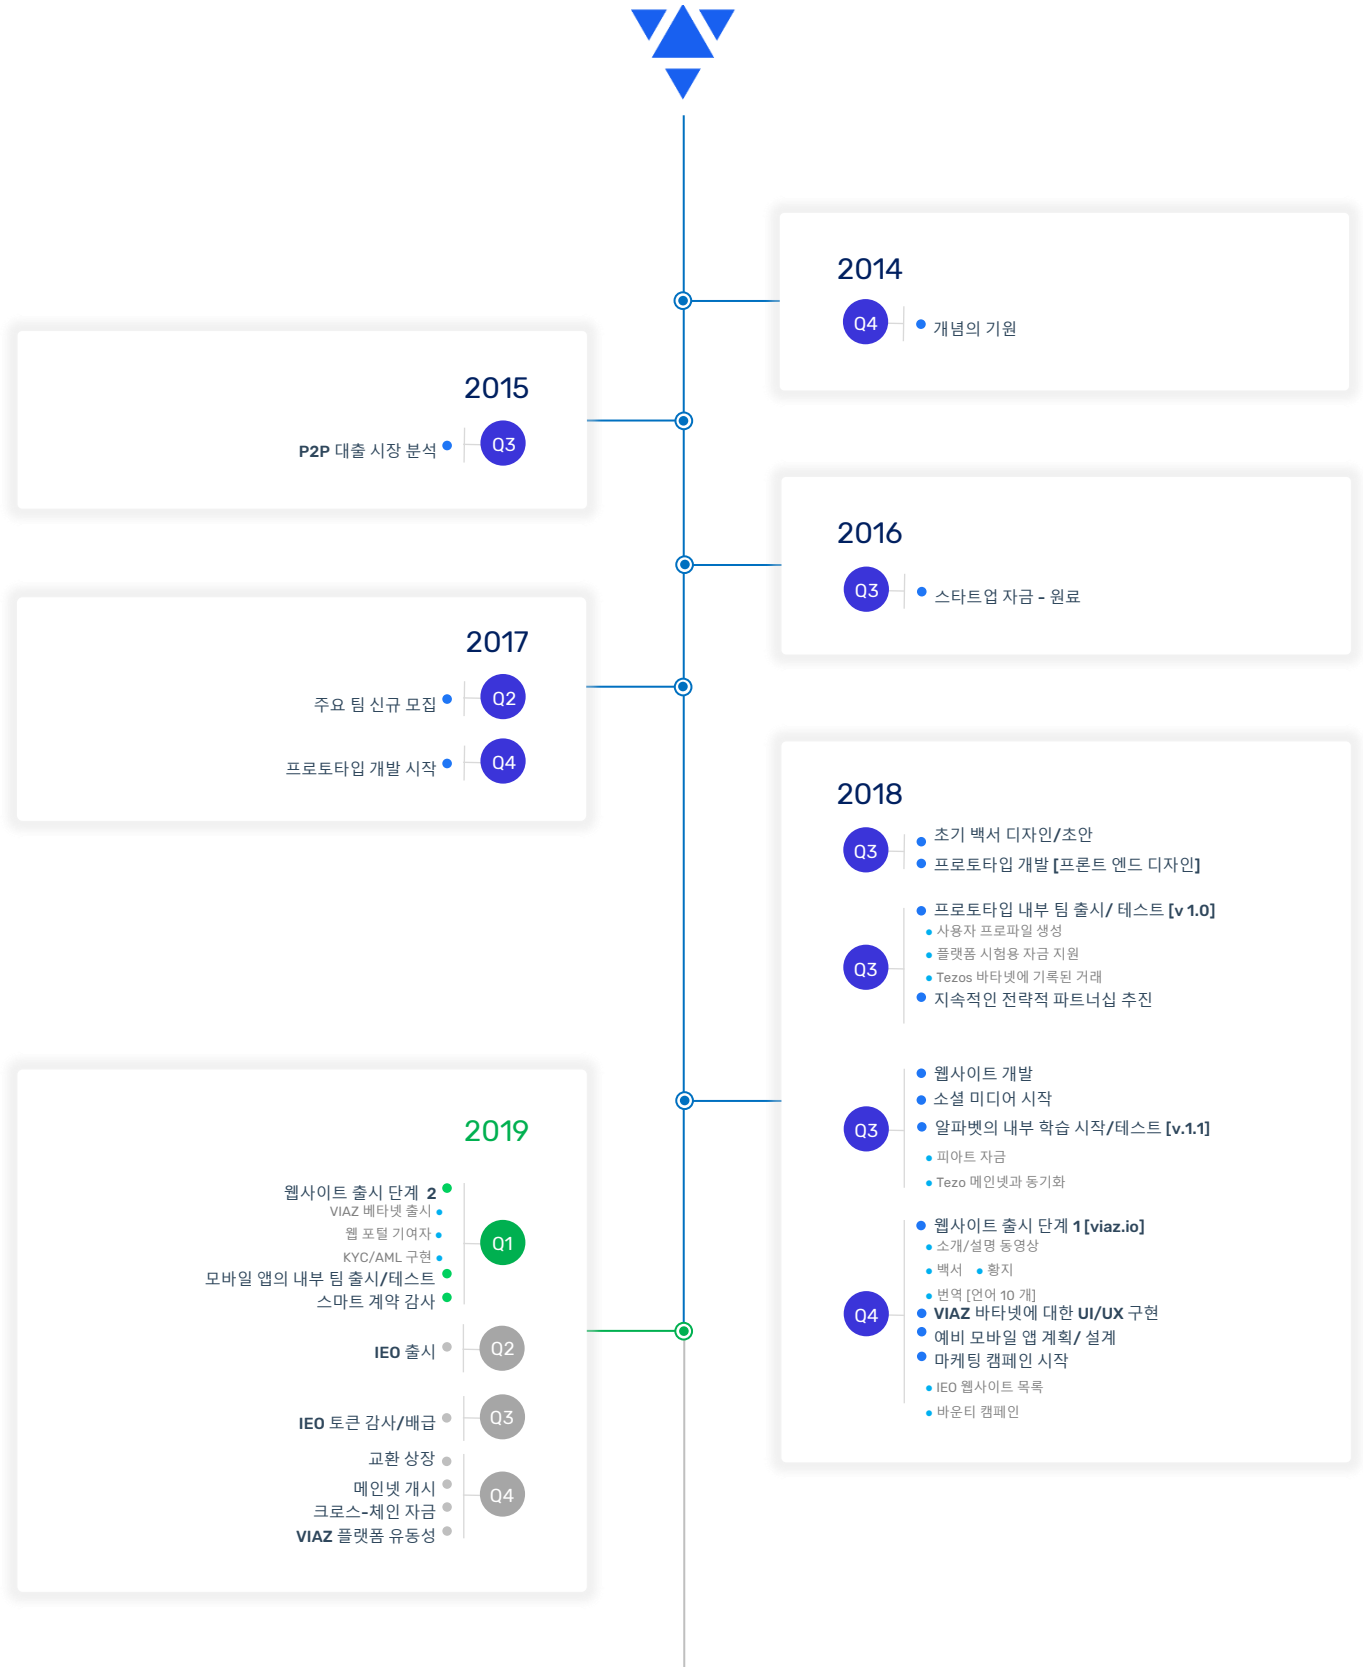 2014
Q4
개념의 기원
2015
P2P 대출 시장 분석
Q3
2016
Q3
스타트업 자금 - 원료
2017
주요 팀 신규 모집
Q2
프로토타입 개발 시작
Q4
2018
Q3
초기 백서 디자인/초안
프로토타입 개발 [프론트 엔드 디자인]
Q3
프로토타입 내부 팀 출시/ 테스트 [v 1.0]
사용자 프로파일 생성
플랫폼 시험용 자금 지원
Tezos 바타넷에 기록된 거래
지속적인 전략적 파트너십 추진
Q3
웹사이트 개발
소셜 미디어 시작
알파벳의 내부 학습 시작/테스트 [v.1.1]
피아트 자금
Tezo 메인넷과 동기화
Q4
웹사이트 출시 단계 1 [viaz.io]
소개/설명 동영상
백서 황지
번역 [언어 10 개]
VIAZ 바타넷에 대한 UI/UX 구현
예비 모바일 앱 계획/ 설계
마케팅 캠페인 시작
IEO 웹사이트 목록
바운티 캠페인
2019
웹사이트 출시 단계 2
VIAZ 베타넷 출시
웹 포털 기여자
KYC/AML 구현
모바일 앱의 내부 팀 출시/테스트
스마트 계약 감사
Q1
IEO 출시
Q2
IEO 토큰 감사/배급
Q3
교환 상장
메인넷 개시
크로스-체인 자금
VIAZ 플랫폼 유동성
Q4